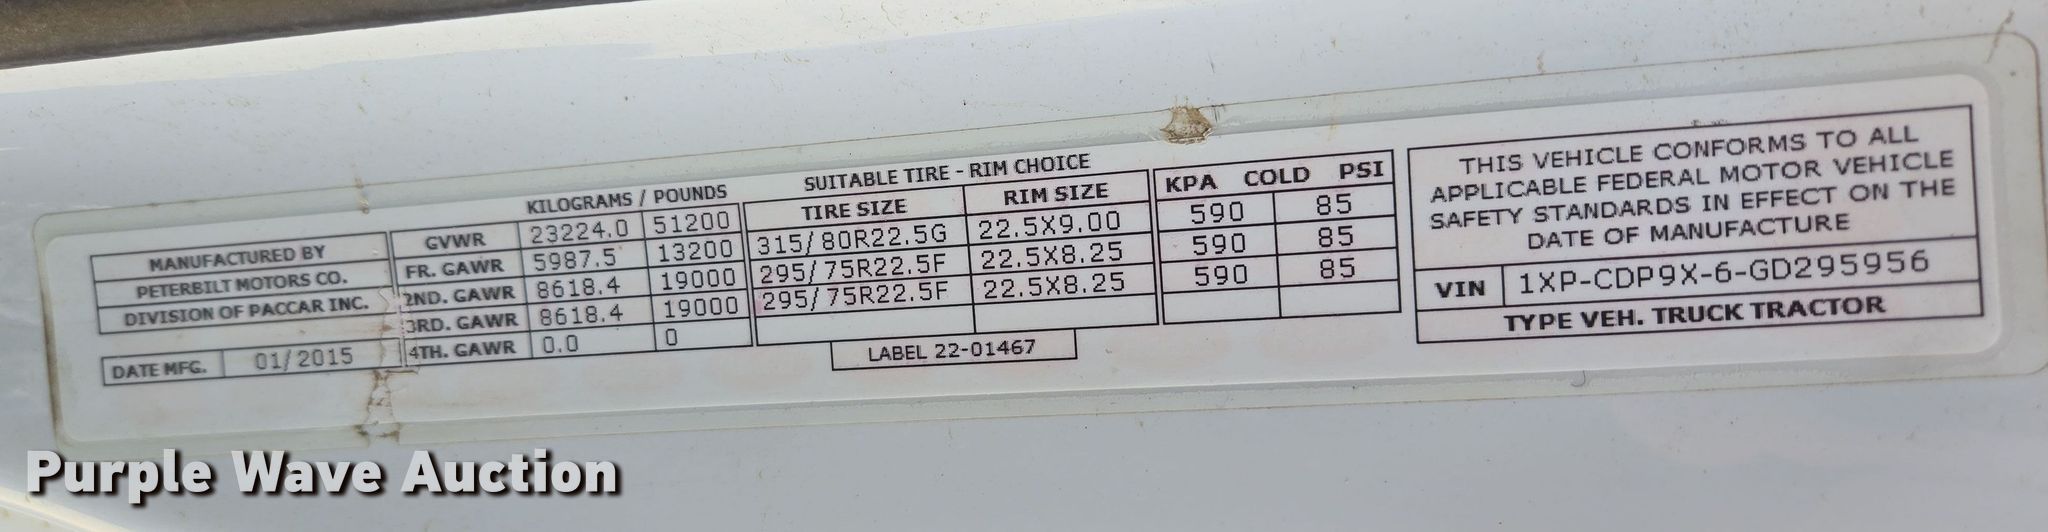 MANUFACTURED BY
PETERBILT MOTORS CO.
DIVISION OF PACCAR INC.
DATE MFG. 01/2015
KILOGRAMS / POUNDS
GVWR 23224.0 51200
FR. GAWR 5987.5 13200
2ND. GAWR 8618.4 19000
3RD. GAWR 8618.4 19000
4TH. GAWR 0.0 0
SUITABLE TIRE - RIM CHOICE
TIRE SIZE RIM SIZE
315/80R22.5G 22.5X9.00
295/75R22.5F 22.5X8.25
295/75R22.5F 22.5X8.25
LABEL 22-01467
KPA COLD PSI
590 85
590 85
590 85
THIS VEHICLE CONFORMS TO ALL
APPLICABLE FEDERAL MOTOR VEHICLE
SAFETY STANDARDS IN EFFECT ON THE
DATE OF MANUFACTURE
VIN 1XP-CDP9X-6-GD295956
TYPE VEH. TRUCK TRACTOR
Purple Wave Auction